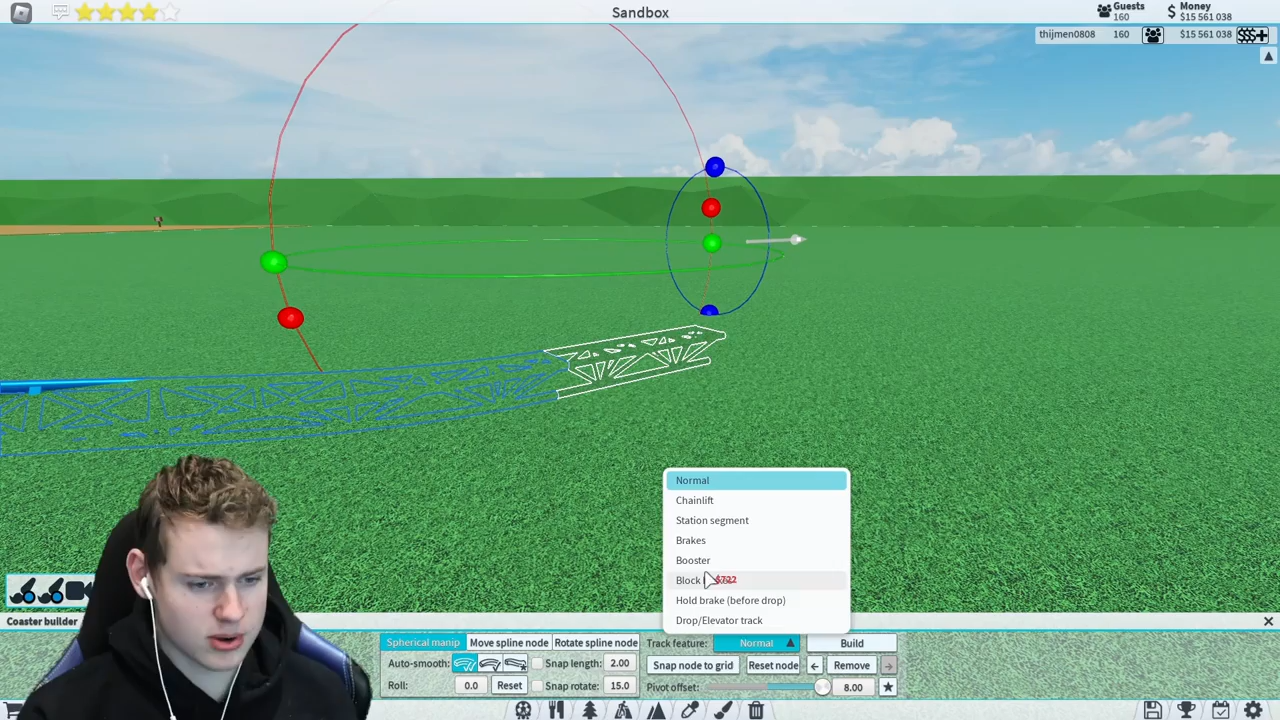 Sandbox
Guests
160
Money
$15 561 038
thijmen0808 160 $15 561 038
Normal
Chainlift
Station segment
Brakes
Booster
Block
$722
Hold brake (before drop)
Drop/Elevator track
Coaster builder
Spherical manip Move spline node Rotate spline node Track feature: Normal Build
Auto-smooth: Snap length: 2.00 Snap node to grid Reset node Remove
Roll: 0.0 Reset Snap rotate: 15.0 Pivot offset: 8.00